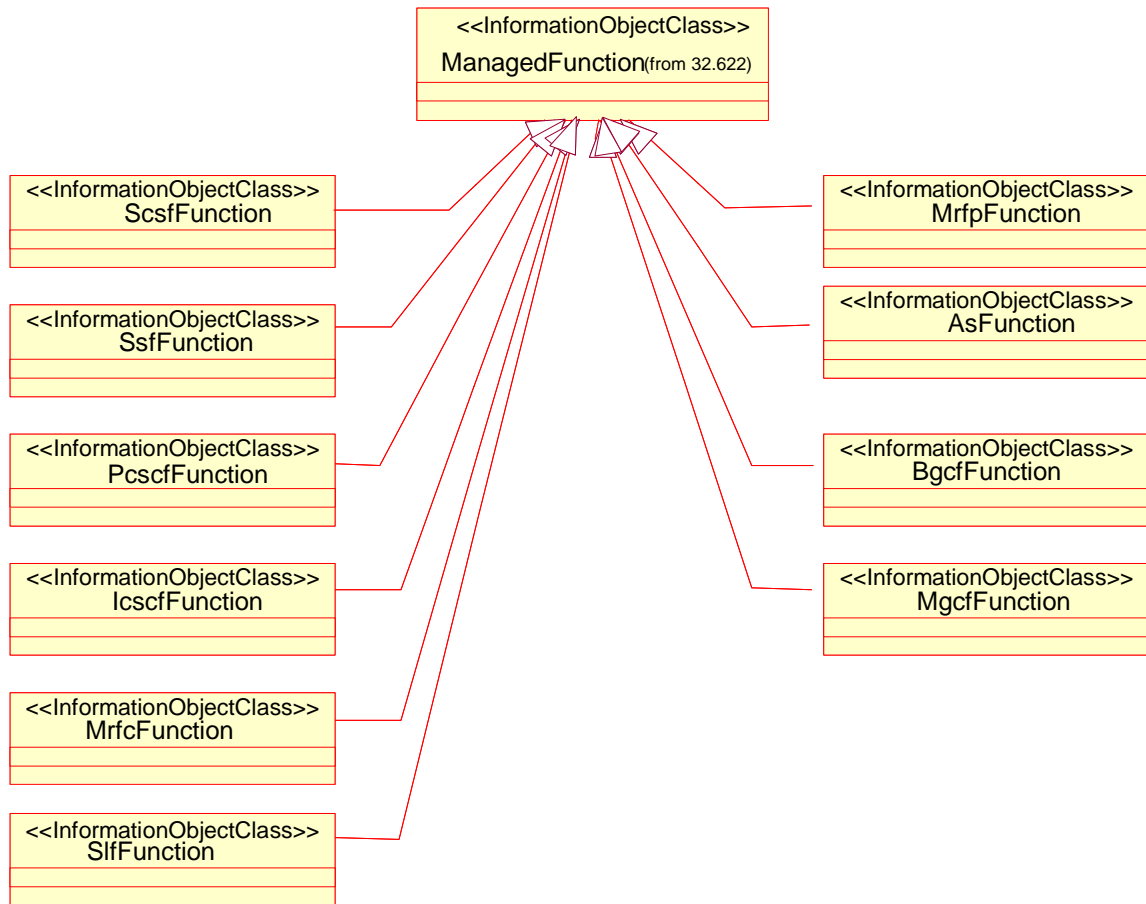 <<InformationObjectClass>>
ManagedFunction(from 32.622)
<<InformationObjectClass>>
ScsfFunction
<<InformationObjectClass>>
SsfFunction
<<InformationObjectClass>>
PcscfFunction
<<InformationObjectClass>>
IcscfFunction
<<InformationObjectClass>>
MrfcFunction
<<InformationObjectClass>>
SlfFunction
<<InformationObjectClass>>
MrfpFunction
<<InformationObjectClass>>
AsFunction
<<InformationObjectClass>>
BgcfFunction
<<InformationObjectClass>>
MgcfFunction